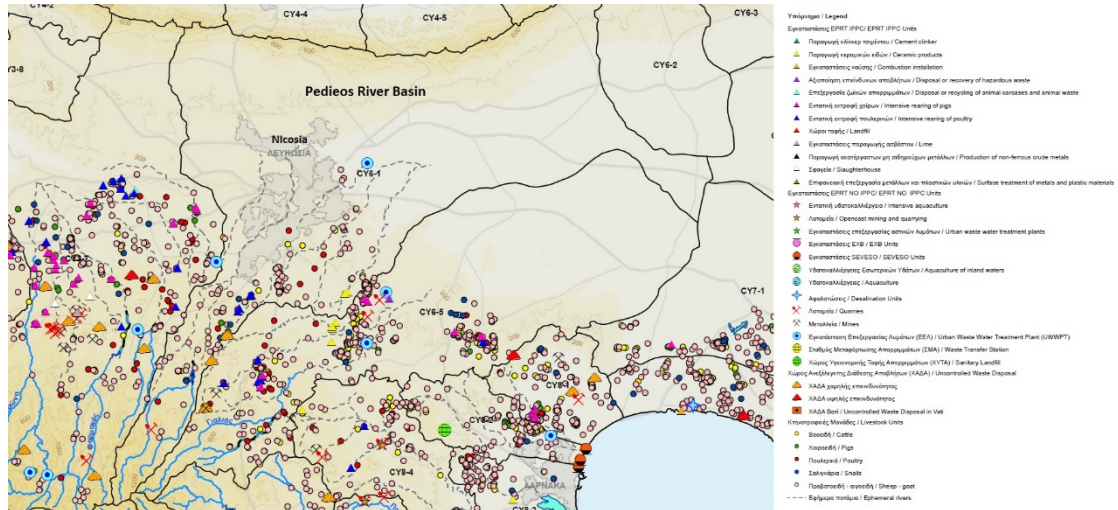 CY4-2
CY4-4
CY4-5
CY6-3
CY6-2
Y3-8
Pedieos River Basin
Nicosia
ΛΕΥΚΩΣΙΑ
CY6-1
CY7-1
CY6-5
CY8-1
CY8-4
ΛΑΡΝΑΚΑ
Υπόμνημα / Legend
Εγκαταστάσεις EPRT IPPC/ EPRT IPPC Units
Παραγωγή κλίνκερ τσιμέντου / Cement clinker
Παραγωγή κεραμικών ειδών / Ceramic products
Εγκαταστάσεις καύσης / Combustion installation
Αξιοποίηση επικίνδυνων αποβλήτων / Disposal or recovery of hazardous waste
Επεξεργασία ζωϊκών απορριμμάτων / Disposal or recycling of animal carcases and animal waste
Εντατική εκτροφή χοίρων / Intensive rearing of pigs
Εντατική εκτροφή πουλερικών / Intensive rearing of poultry
Χώροι ταφής / Landfill
Εγκαταστάσεις παραγωγής ασβέστου / Lime
Παραγωγή ακατέργαστων μη σιδηρούχων μετάλλων / Production of non-ferrous crude metals
Σφαγεία / Slaughterhouse
Επιφανειακή επεξεργασία μετάλλων και πλαστικών υλικών / Surface treatment of metals and plastic materials
Εγκαταστάσεις EPRT NO IPPC/ EPRT NO IPPC Units
Εντατική υδατοκαλλιέργεια / Intensive aquaculture
Λατομεία / Opencast mining and quarrying
Εγκαταστάσεις επεξεργασίας αστικών λυμάτων / Urban waste water treatment plants
Εγκαταστάσεις ΕΧΒ / EXB Units
Εγκαταστάσεις SEVESO / SEVESO Units
Υδατοκαλλιέργειες Εσωτερικών Υδάτων / Aquaculture of inland waters
Υδατοκαλλιέργειες / Aquaculture
Αφαλατώσεις / Desalination Units
Λατομεία / Quarries
Μεταλλεία / Mines
Εγκατάσταση Επεξεργασίας Λυμάτων (ΕΕΛ) / Urban Waste Water Treatment Plant (UWWPT)
Σταθμός Μεταφόρτωσης Απορριμμάτων (ΣΜΑ) / Waste Transfer Station
Χώρος Υγειονομικής Ταφής Απορριμμάτων (ΧΥΤΑ) / Sanitary Landfill
Χώρος Ανεξέλεγκτης Διάθεσης Αποβλήτων (ΧΑΔΑ) / Uncontrolled Waste Disposal
ΧΑΔΑ χαμηλής επικινδυνότητας
ΧΑΔΑ υψηλής επικινδυνότητας
ΧΑΔΑ Βατί / Uncontrolled Waste Disposal in Vati
Κτηνοτροφικές Μονάδες / Livestock Units
Βοοειδή / Cattle
Χοιροειδή / Pigs
Πουλερικά / Poultry
Σαλιγκάρια / Snails
Προβατοειδή - αιγοειδή / Sheep - goat
Εφήμερα ποτάμια / Ephemeral rivers